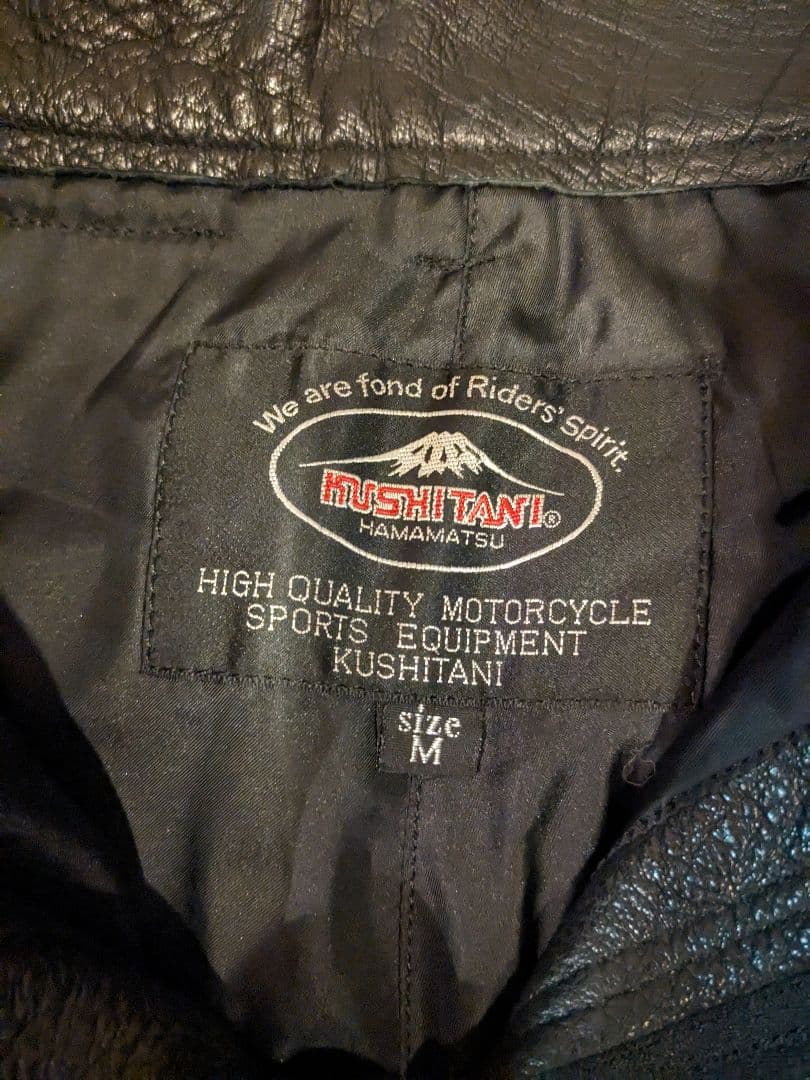 We are fond of Riders' Spirit.
KUSHITANI®
HAMAMATSU
HIGH QUALITY MOTORCYCLE
SPORTS EQUIPMENT
KUSHITANI
size
M